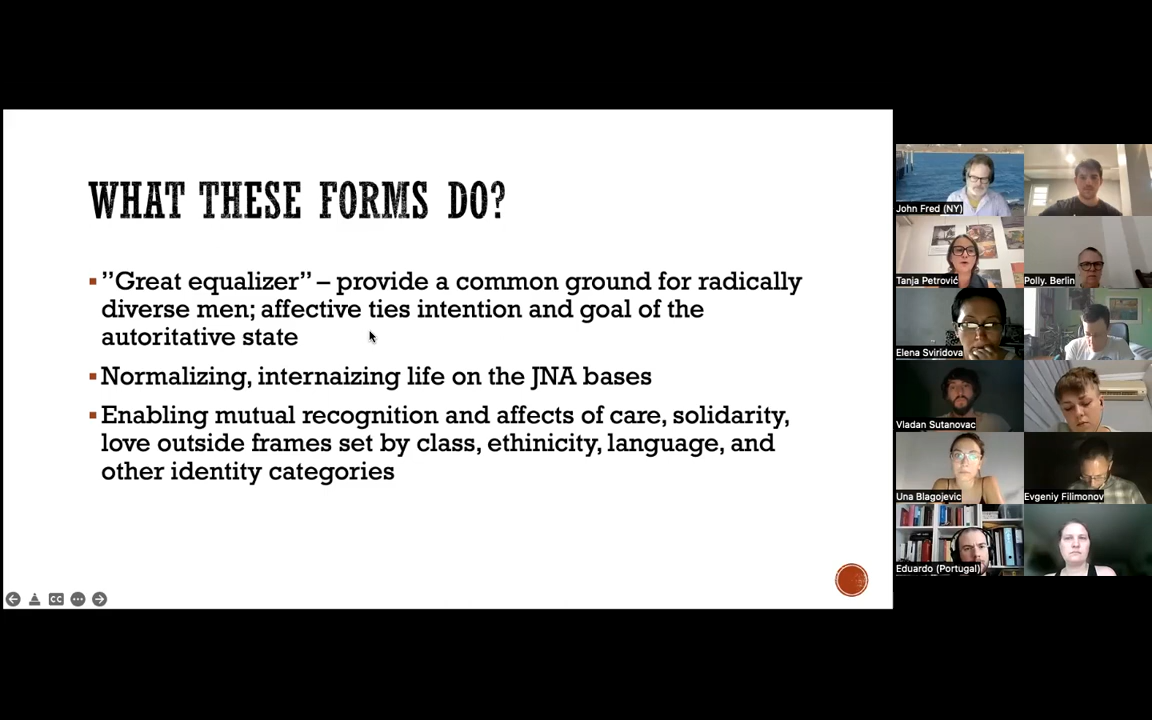 WHAT THESE FORMS DO?
▪"Great equalizer" – provide a common ground for radically
diverse men; affective ties intention and goal of the
autoritative state
▪Normalizing, internaizing life on the JNA bases
▪Enabling mutual recognition and affects of care, solidarity,
love outside frames set by class, ethinicity, language, and
other identity categories
CC
John Fred (NY)
Tanja Petrović
Polly. Berlin
Elena Sviridova
Vladan Sutanovac
Una Blagojevic
Evgeniy Filimonov
Eduardo (Portugal)